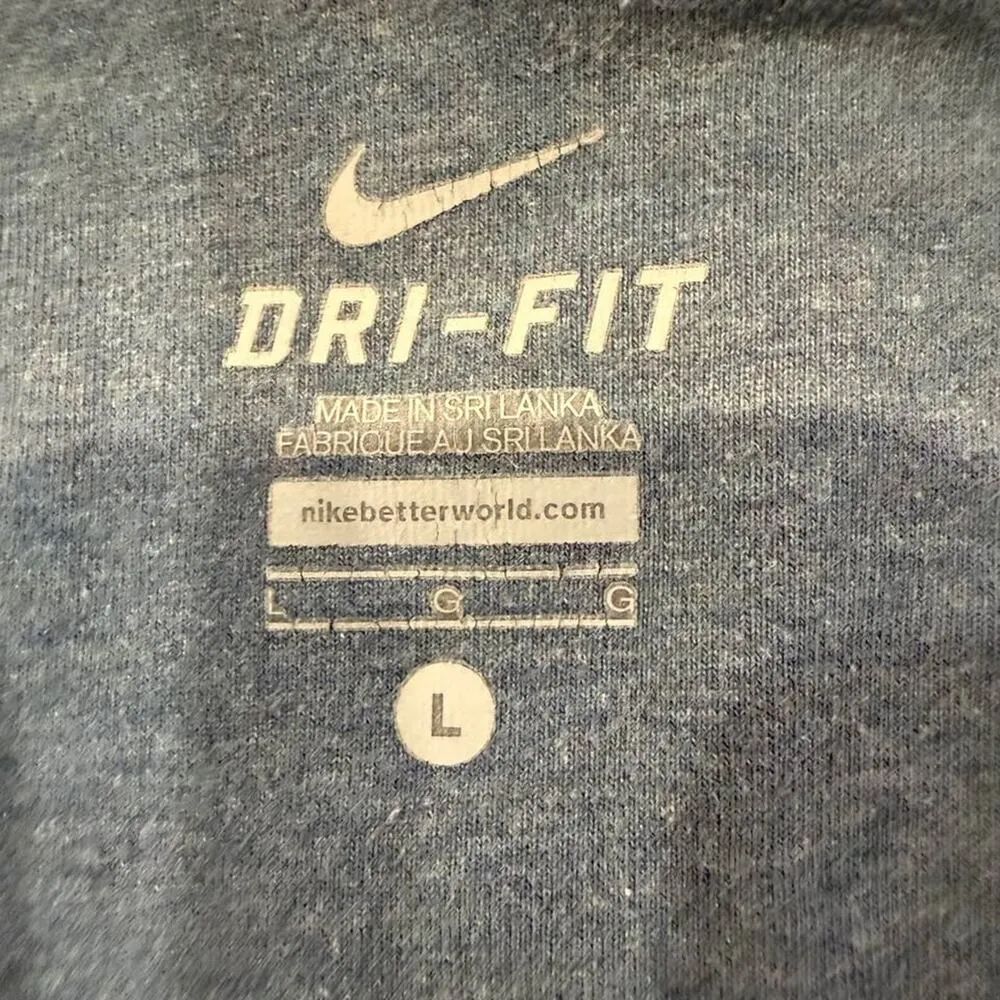 DRI-FIT
MADE IN SRI LANKA
FABRIQUE AU SRI LANKA
nikebetterworld.com
L G G
L